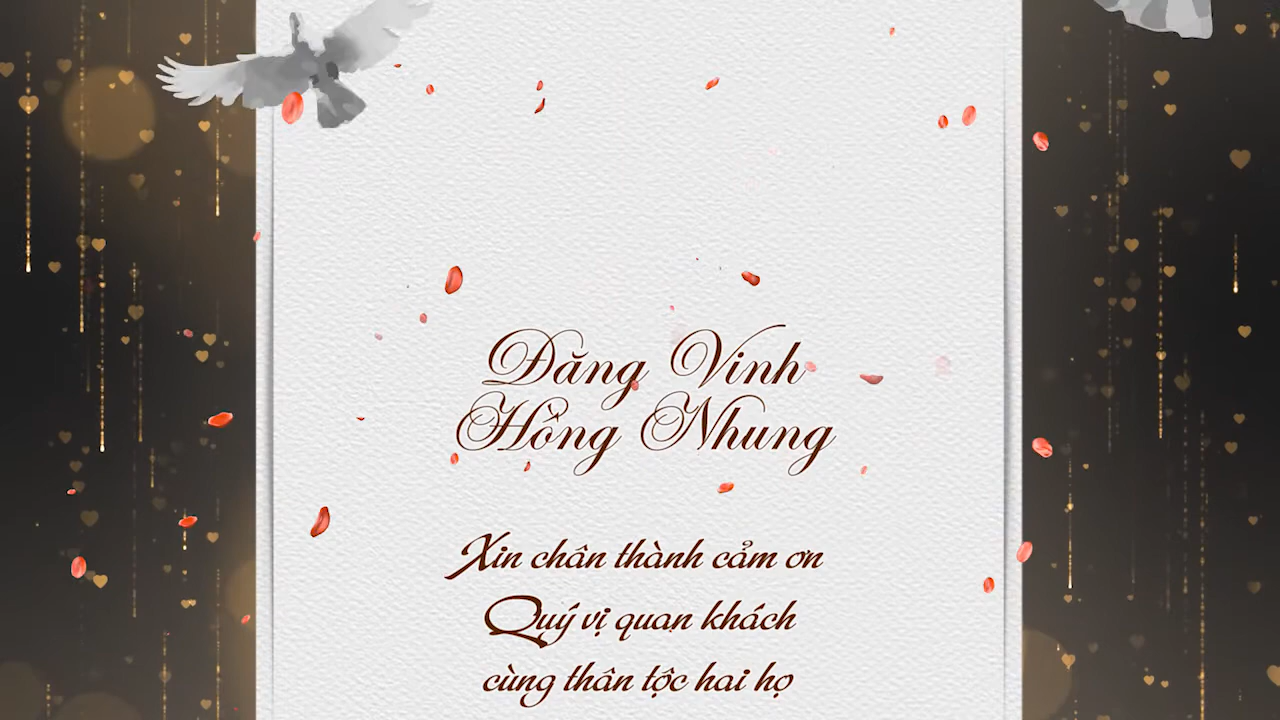 Đăng Vinh
Hồng Nhung
Xin chân thành cảm ơn
Quý vị quan khách
cùng thân tộc hai họ